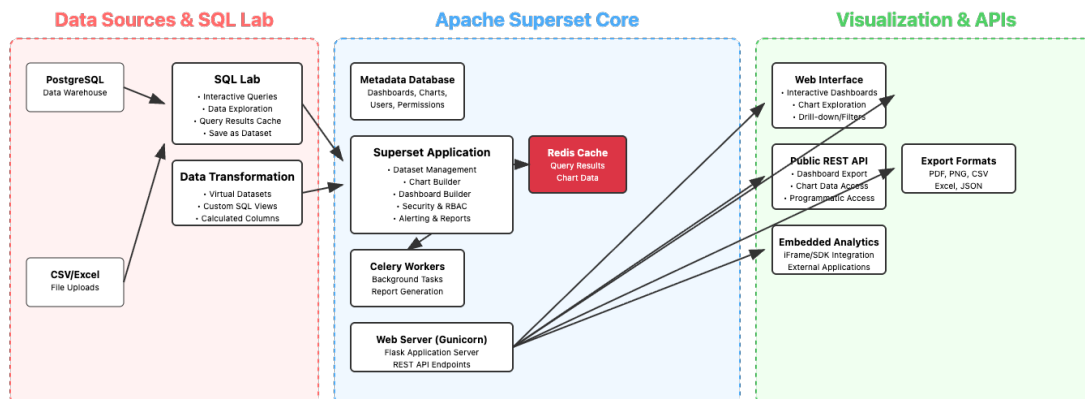 Data Sources & SQL Lab
PostgreSQL
Data Warehouse
SQL Lab
• Interactive Queries
• Data Exploration
• Query Results Cache
• Save as Dataset
Data Transformation
• Virtual Datasets
• Custom SQL Views
• Calculated Columns
CSV/Excel
File Uploads
Apache Superset Core
Metadata Database
Dashboards, Charts,
Users, Permissions
Superset Application
• Dataset Management
• Chart Builder
• Dashboard Builder
• Security & RBAC
• Alerting & Reports
Redis Cache
Query Results
Chart Data
Celery Workers
Background Tasks
Report Generation
Web Server (Gunicorn)
Flask Application Server
REST API Endpoints
Visualization & APIs
Web Interface
• Interactive Dashboards
• Chart Exploration
• Drill-down/Filters
Public REST API
• Dashboard Export
• Chart Data Access
• Programmatic Access
Export Formats
PDF, PNG, CSV
Excel, JSON
Embedded Analytics
iFrame/SDK Integration
External Applications